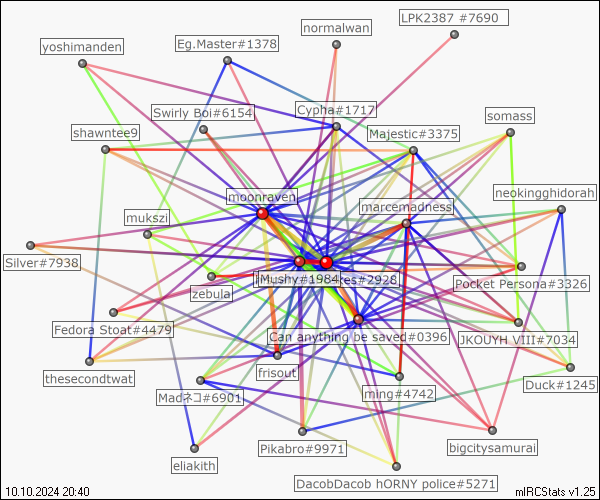 LPK2387 #7690
normalwan
yoshimanden
Eg.Master#1378
Swirly Boi#6154
Cypha#1717
somass
shawntee9
Majestic#3375
moonraven
neokingghidorah
marcemadness
mukszi
Silver#7938
Mushy#1984
res#2928
zebula
Pocket Persona#3326
Fedora Stoat#4479
Can anything be saved#0396
JKOUYH VIII#7034
thesecondtwat
frisout
Duck#1245
Madネコ#6901
ming#4742
Pikabro#9971
bigcitysamurai
eliakith
DacobDacob hORNY police#5271
10.10.2024 20:40
mIRCStats v1.25